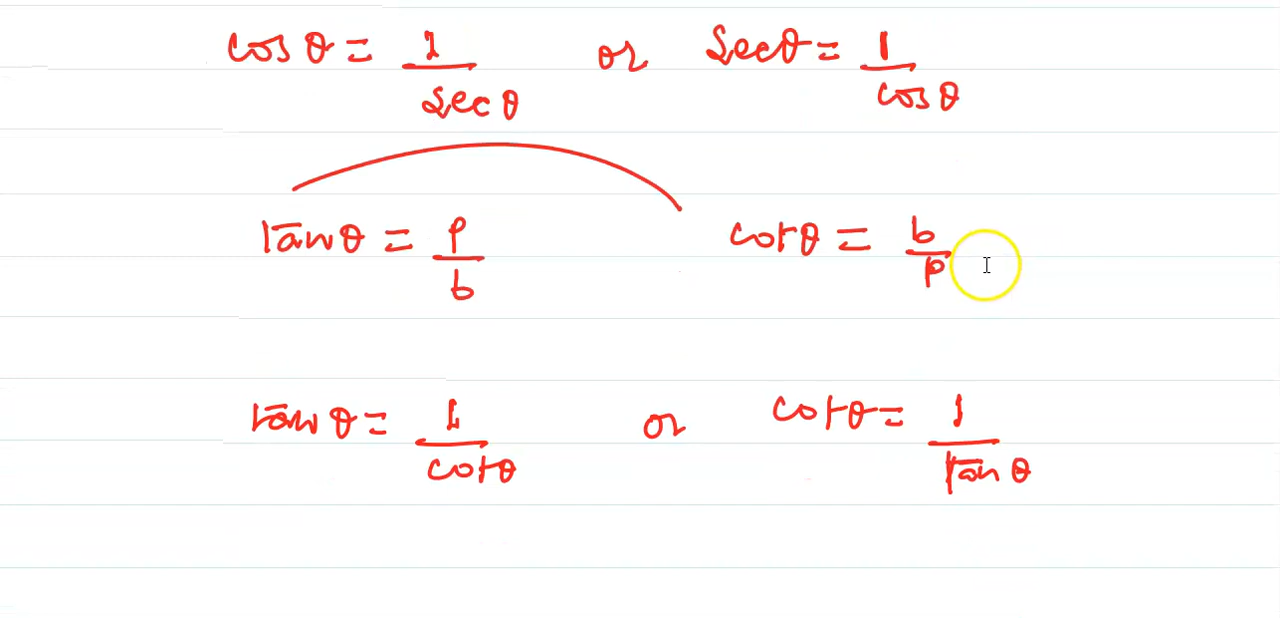 cos θ = 1/sec θ or sec θ = 1/cos θ
tan θ = p/b cot θ = b/p
tan θ = 1/cot θ or cot θ = 1/tan θ